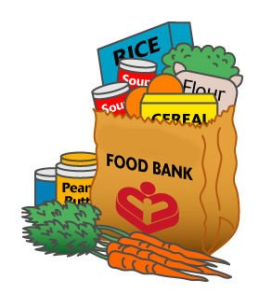 RICE
Sou
Flour
Sou
CEREAL
FOOD BANK
Pean
Butt